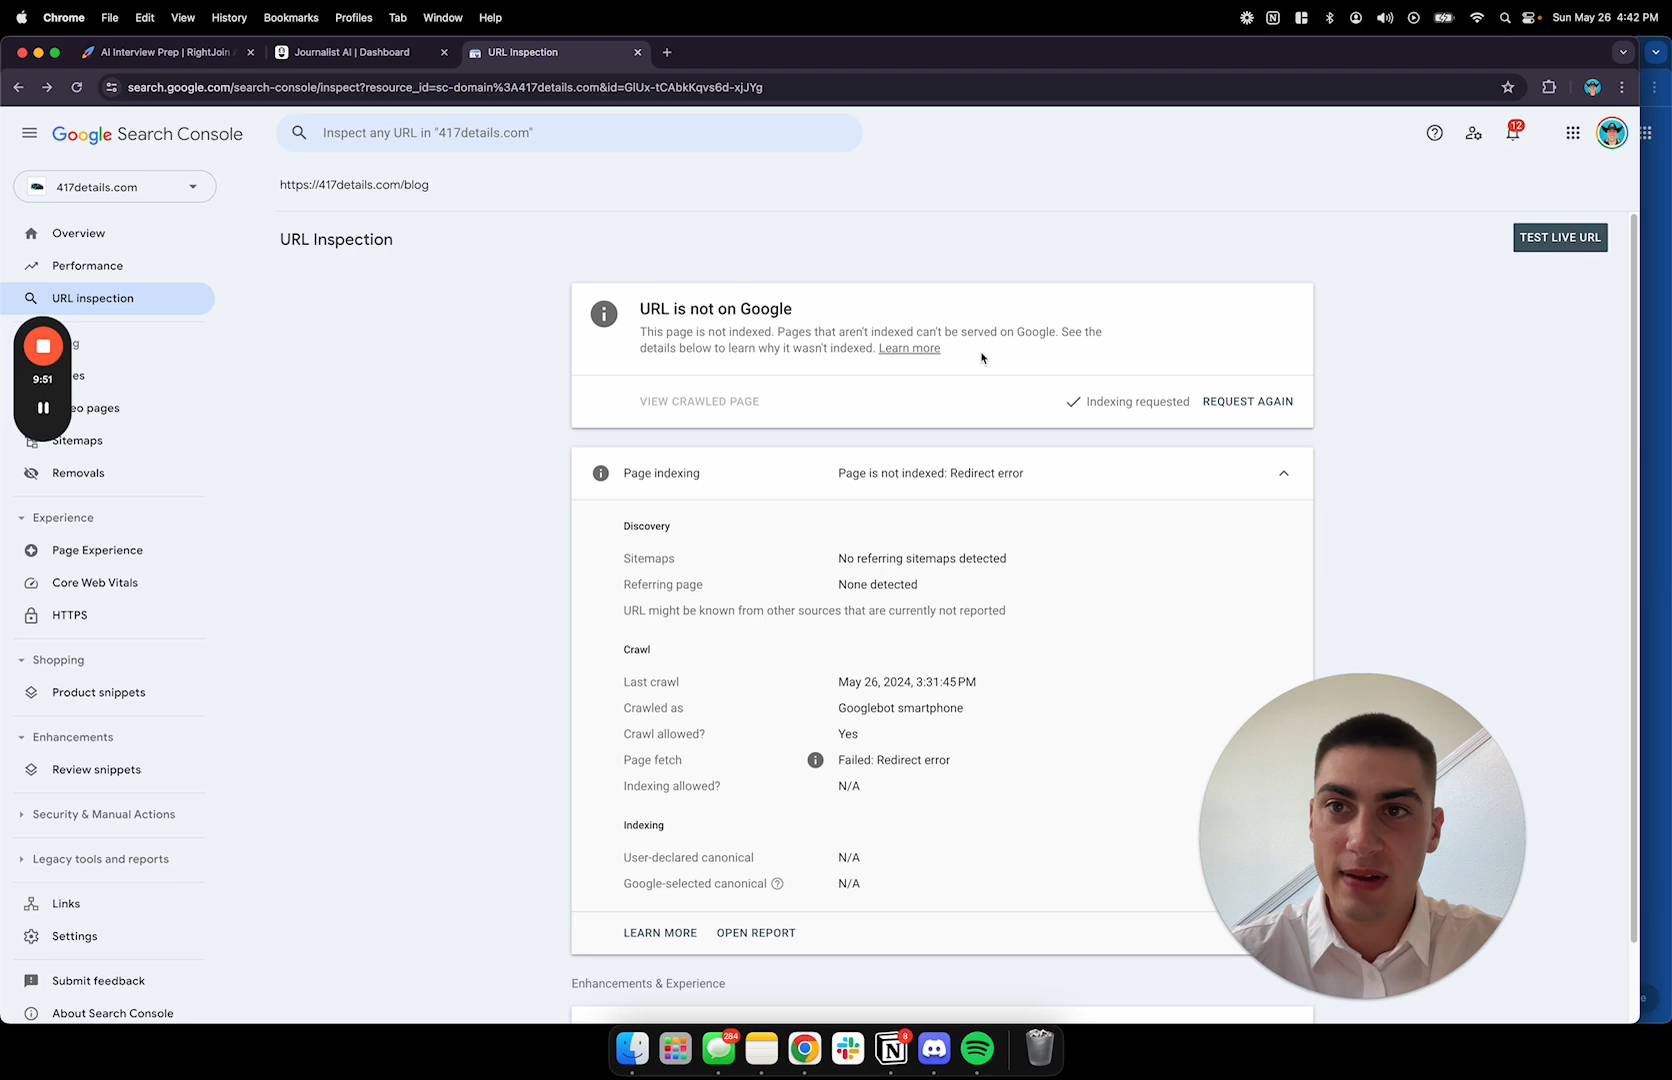 Chrome File Edit View History Bookmarks Profiles Tab Window Help Sun May 26 4:42 PM
AI Interview Prep | RightJoin Journalist AI | Dashboard URL Inspection
search.google.com/search-console/inspect?resource_id=sc-domain%3A417details.com&id=GlUx-tCAbkKqvs6d-xjJYg
Google Search Console
Inspect any URL in "417details.com"
12
417details.com
https://417details.com/blog
Overview
Performance
URL inspection
g
9:51
es
eo pages
Sitemaps
Removals
Experience
Page Experience
Core Web Vitals
HTTPS
Shopping
Product snippets
Enhancements
Review snippets
Security & Manual Actions
Legacy tools and reports
Links
Settings
Submit feedback
About Search Console
URL Inspection
TEST LIVE URL
URL is not on Google
This page is not indexed. Pages that aren't indexed can't be served on Google. See the
details below to learn why it wasn't indexed. Learn more
VIEW CRAWLED PAGE Indexing requested REQUEST AGAIN
Page indexing Page is not indexed: Redirect error
Discovery
Sitemaps No referring sitemaps detected
Referring page None detected
URL might be known from other sources that are currently not reported
Crawl
Last crawl May 26, 2024, 3:31:45 PM
Crawled as Googlebot smartphone
Crawl allowed? Yes
Page fetch Failed: Redirect error
Indexing allowed? N/A
Indexing
User-declared canonical N/A
Google-selected canonical N/A
LEARN MORE OPEN REPORT
Enhancements & Experience
284
8